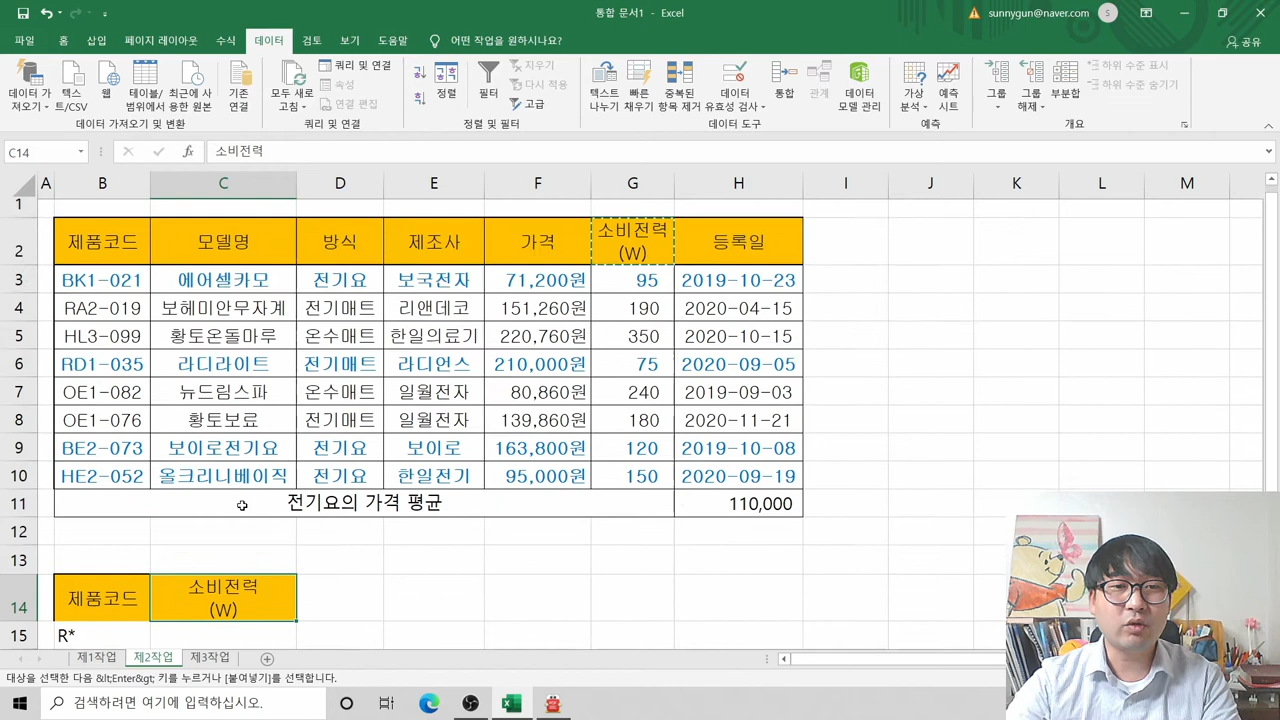 통합 문서1 - Excel
sunnygun@naver.com
S
파일 홈 삽입 페이지 레이아웃 수식 데이터 검토 보기 도움말 어떤 작업을 원하시나요?
공유
데이터 가져오기
텍스트/CSV
웹
테이블/범위에서
최근에 사용한 원본
기존 연결
모두 새로 고침
쿼리 및 연결
속성
연결 편집
정렬
필터
지우기
다시 적용
고급
텍스트 나누기
빠른 채우기
중복된 항목 제거
데이터 유효성 검사
통합
관계
데이터 모델 관리
가상 분석
예측 시트
그룹
그룹 해제
부분합
하위 수준 표시
하위 수준 숨기기
데이터 가져오기 및 변환
쿼리 및 연결
정렬 및 필터
데이터 도구
예측
개요
C14
fx
소비전력
A B C D E F G H I J K L M
1
2 제품코드 모델명 방식 제조사 가격 소비전력 (W) 등록일
3 BK1-021 에어셀카모 전기요 보국전자 71,200원 95 2019-10-23
4 RA2-019 보헤미안무자계 전기매트 리앤데코 151,260원 190 2020-04-15
5 HL3-099 황토온돌마루 온수매트 한일의료기 220,760원 350 2020-10-15
6 RD1-035 라디라이트 전기매트 라디언스 210,000원 75 2020-09-05
7 OE1-082 뉴드림스파 온수매트 일월전자 80,860원 240 2019-09-03
8 OE1-076 황토보료 전기매트 일월전자 139,860원 180 2020-11-21
9 BE2-073 보이로전기요 전기요 보이로 163,800원 120 2019-10-08
10 HE2-052 올크리니베이직 전기요 한일전기 95,000원 150 2020-09-19
11 전기요의 가격 평균 110,000
12
13
14 제품코드 소비전력 (W)
15 R*
제1작업 제2작업 제3작업
대상을 선택한 다음 &lt;Enter&gt; 키를 누르거나 [붙여넣기]를 선택합니다.
검색하려면 여기에 입력하십시오.